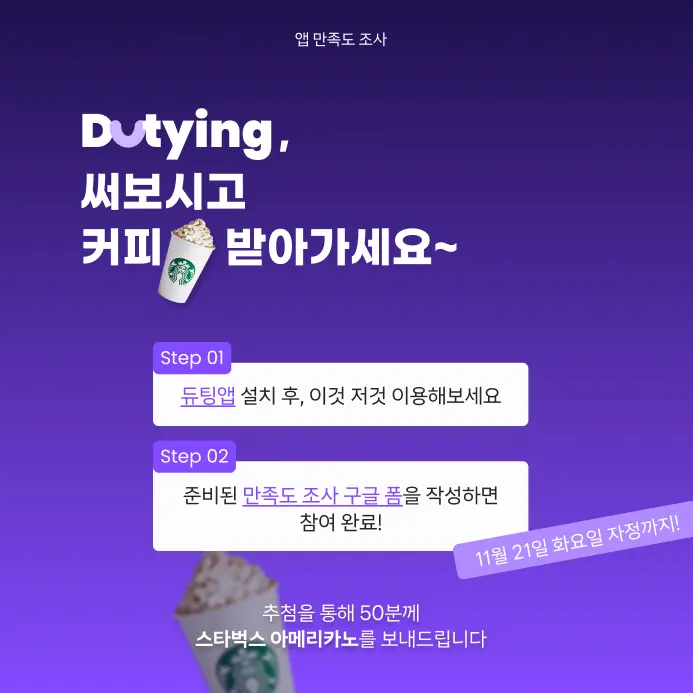 앱 만족도 조사
Dutying,
써보시고
커피 받아가세요~
Step 01
듀팅앱 설치 후, 이것 저것 이용해보세요
Step 02
준비된 만족도 조사 구글 폼을 작성하면
참여 완료!
11월 21일 화요일 자정까지!
추첨을 통해 50분께
스타벅스 아메리카노를 보내드립니다